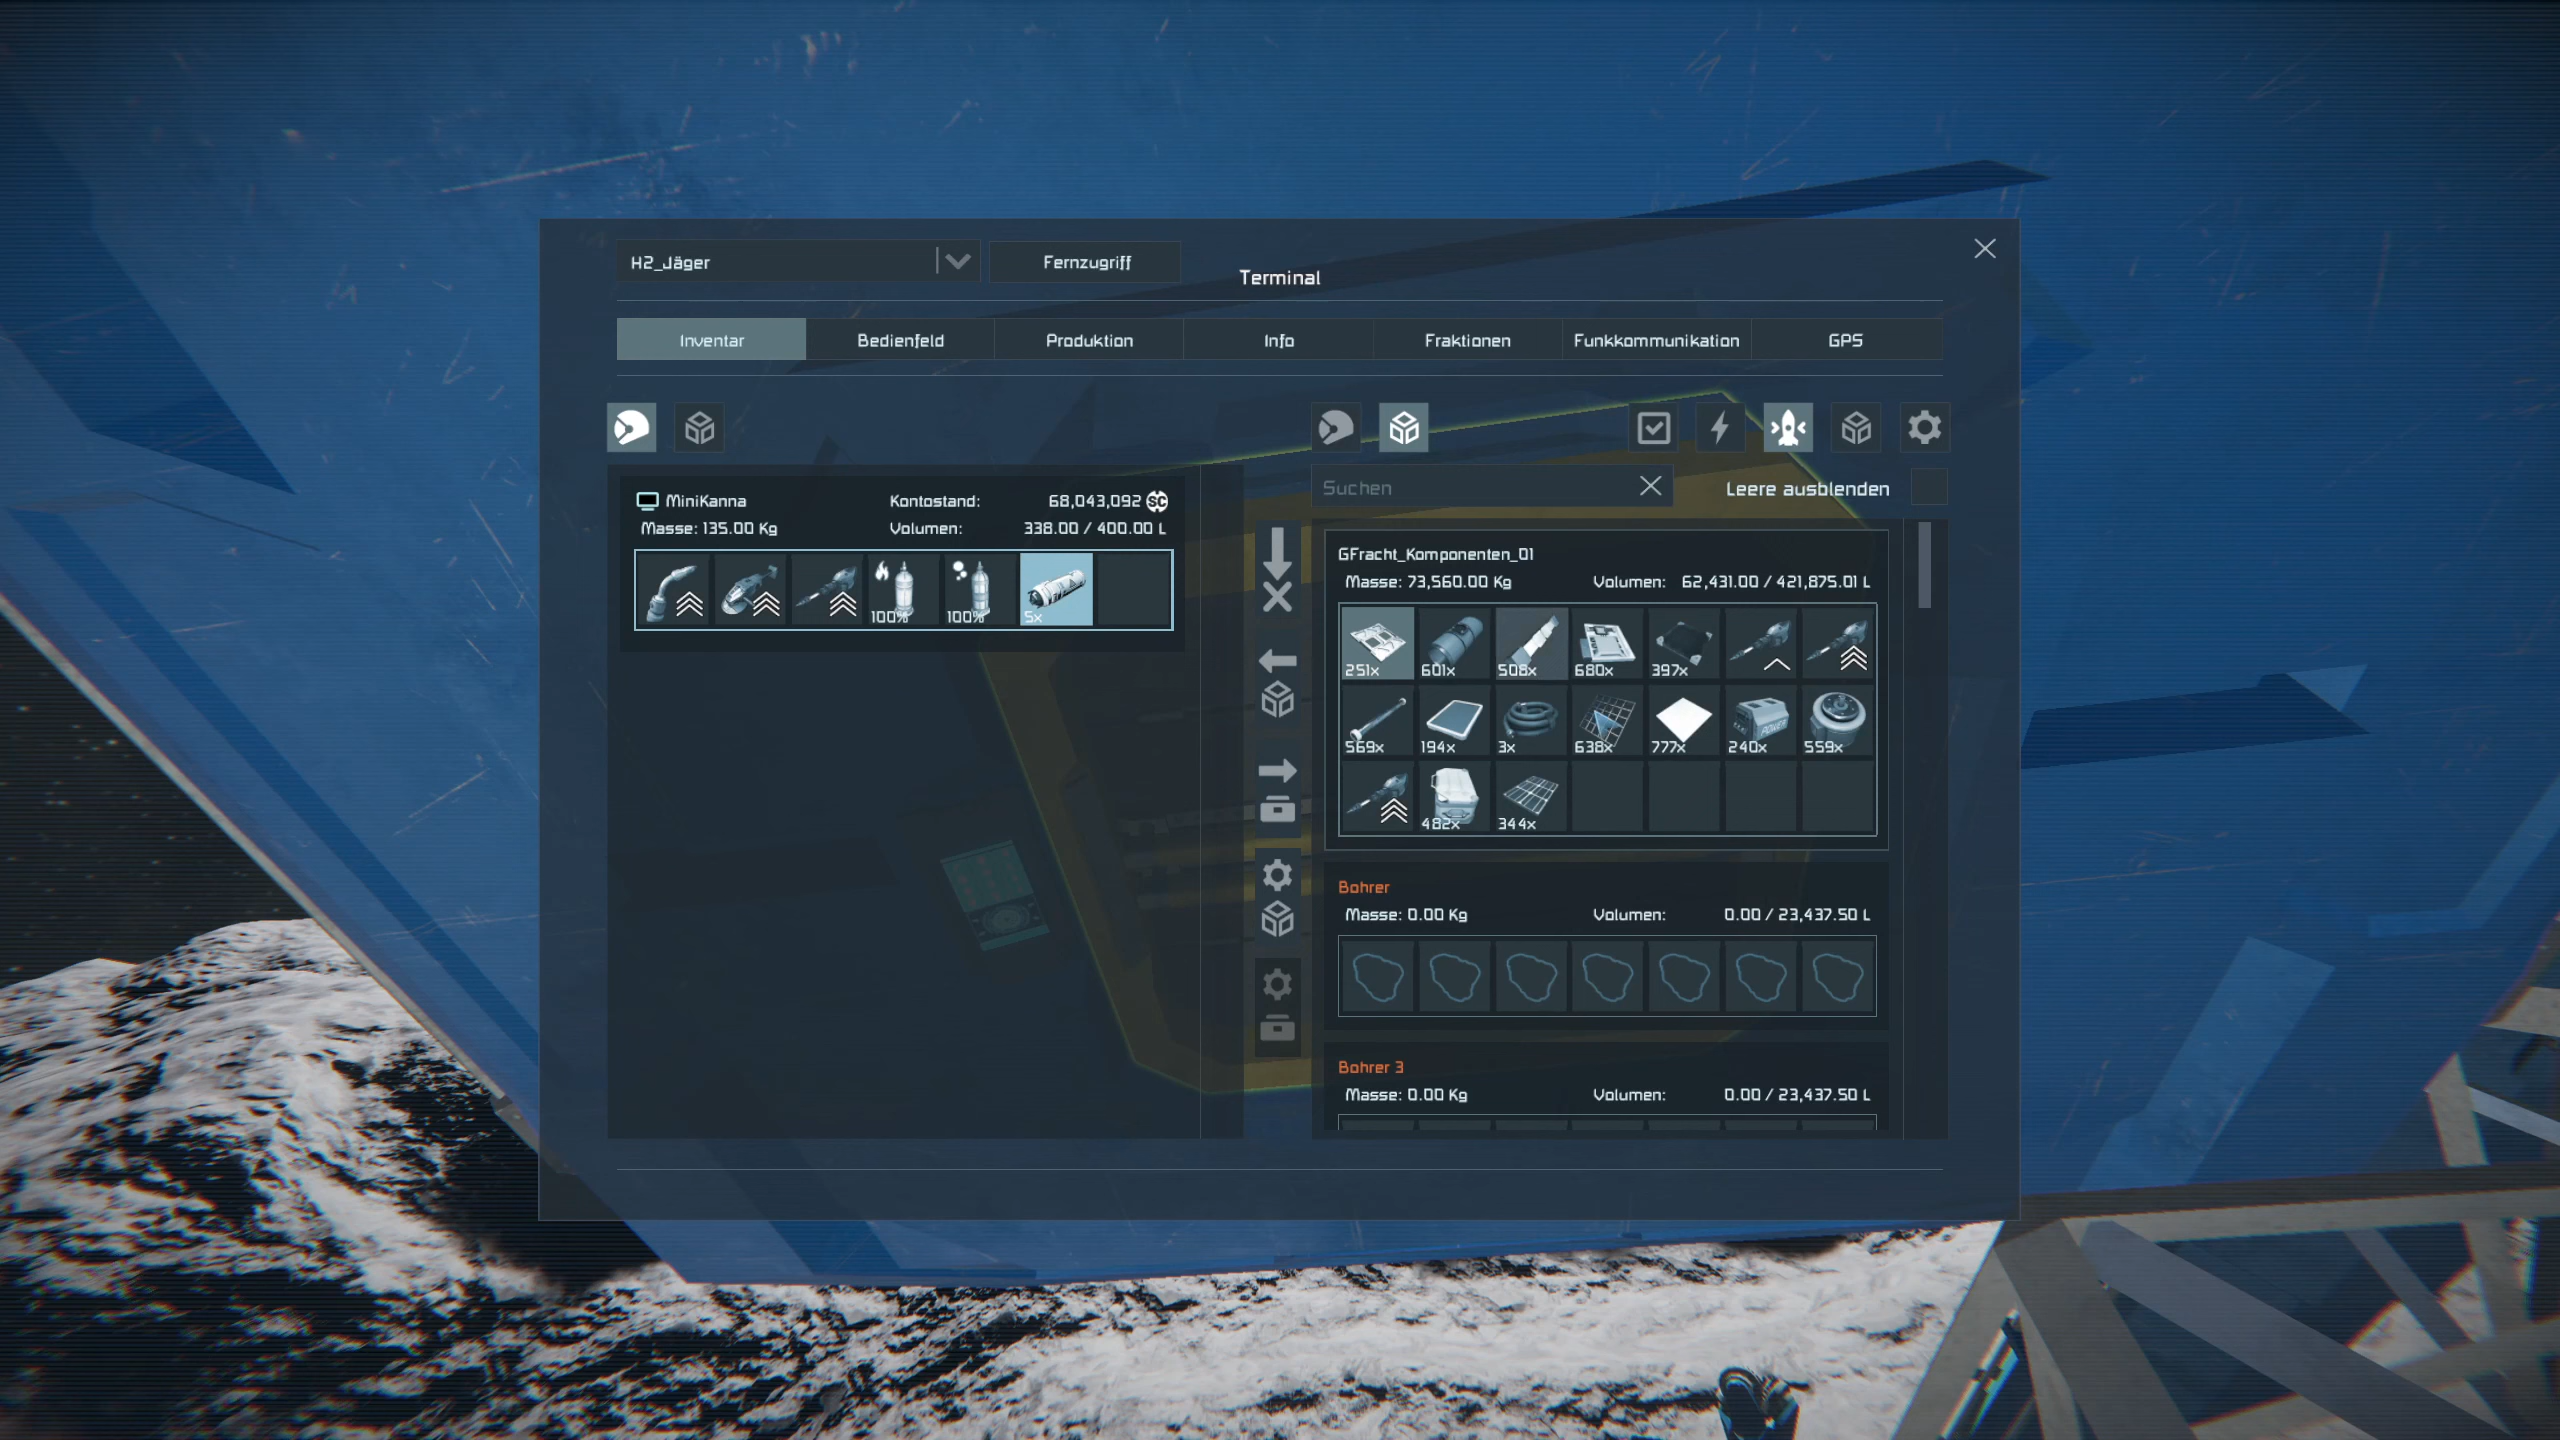 H2_Jäger
Fernzugriff
Terminal
Inventar
Bedienfeld
Produktion
Info
Fraktionen
Funkkommunikation
GPS
MiniKanna
Kontostand: 68,043,092 SC
Masse: 135.00 Kg
Volumen: 338.00 / 400.00 L
100%
100%
5x
Suchen
Leere ausblenden
GFracht_Komponenten_01
Masse: 73,560.00 Kg
Volumen: 62,431.00 / 421,875.01 L
251x
601x
508x
680x
397x
569x
194x
3x
638x
777x
240x
559x
482x
344x
Bohrer
Masse: 0.00 Kg
Volumen: 0.00 / 23,437.50 L
Bohrer 3
Masse: 0.00 Kg
Volumen: 0.00 / 23,437.50 L